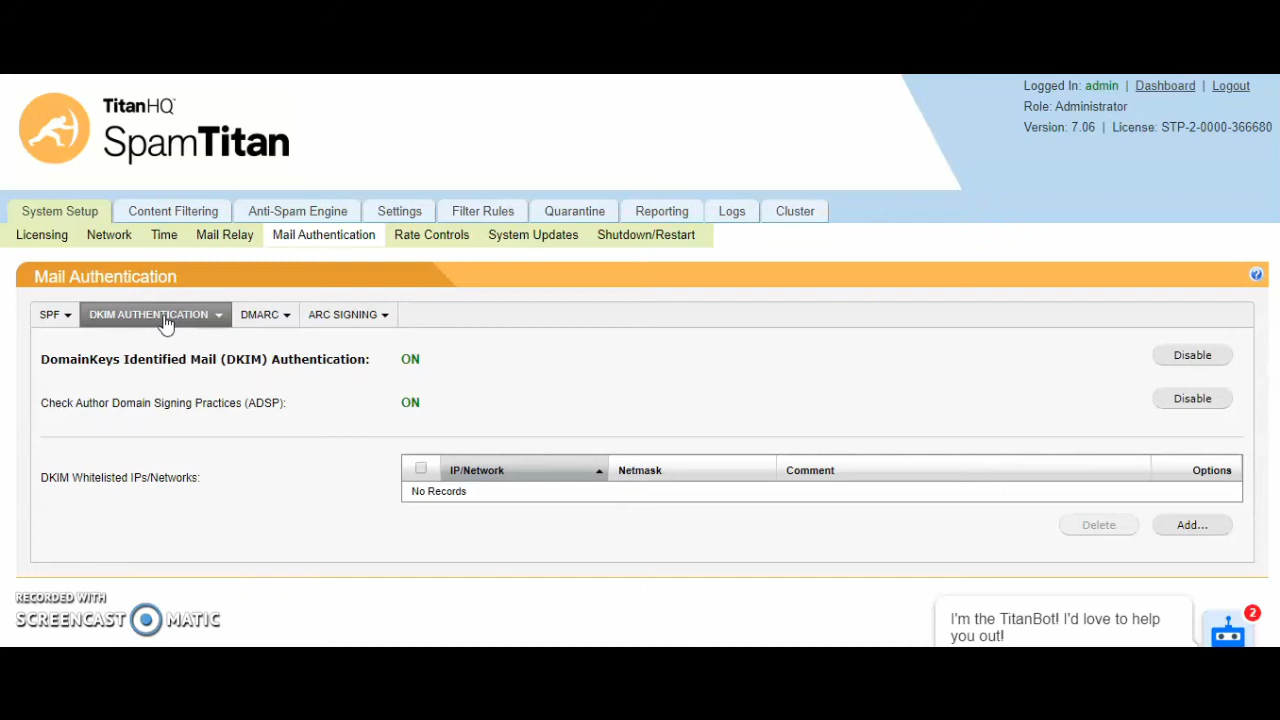 TitanHQ
SpamTitan
Logged In: admin | Dashboard | Logout
Role: Administrator
Version: 7.06 | License: STP-2-0000-366680
System Setup Content Filtering Anti-Spam Engine Settings Filter Rules Quarantine Reporting Logs Cluster
Licensing Network Time Mail Relay Mail Authentication Rate Controls System Updates Shutdown/Restart
Mail Authentication
SPF DKIM AUTHENTICATION DMARC ARC SIGNING
DomainKeys Identified Mail (DKIM) Authentication: ON Disable
Check Author Domain Signing Practices (ADSP): ON Disable
DKIM Whitelisted IPs/Networks: IP/Network Netmask Comment Options
No Records
Delete Add...
RECORDED WITH
SCREENCAST MATIC
I'm the TitanBot! I'd love to help
you out!
2